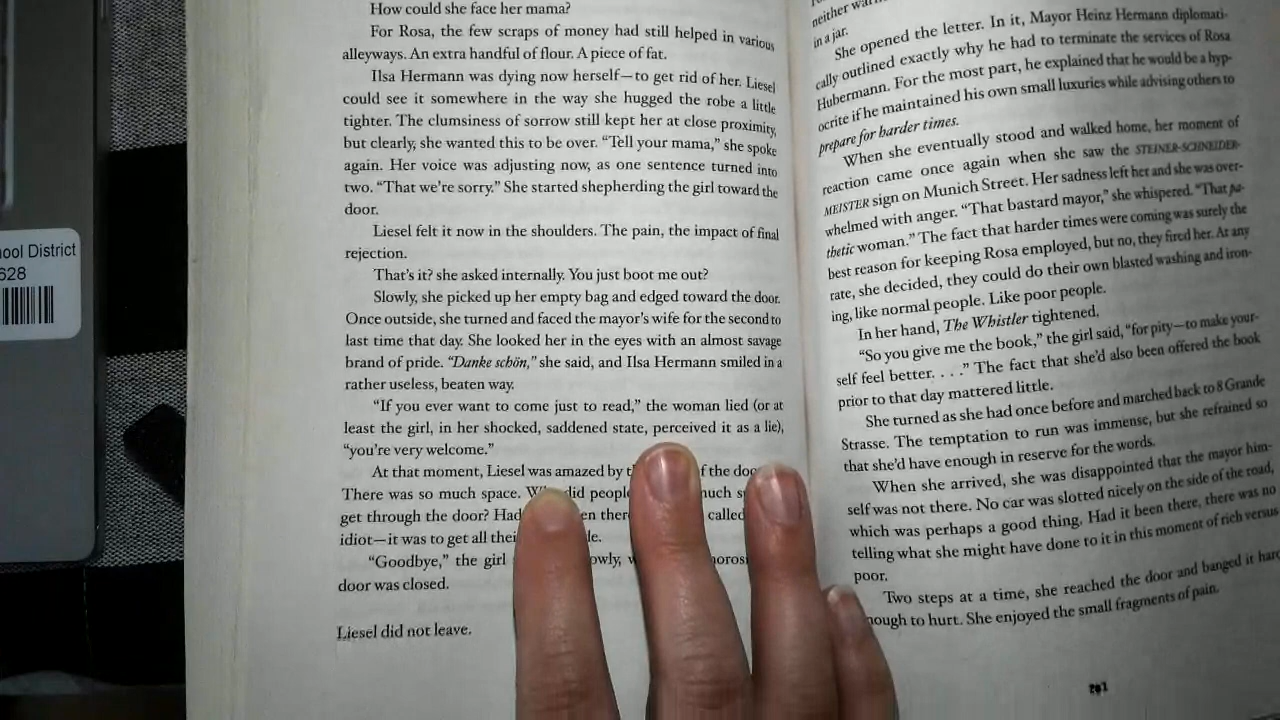 ool District
628
How could she face her mama?
For Rosa, the few scraps of money had still helped in various
alleyways. An extra handful of flour. A piece of fat.
Ilsa Hermann was dying now herself—to get rid of her. Liesel
could see it somewhere in the way she hugged the robe a little
tighter. The clumsiness of sorrow still kept her at close proximity,
but clearly, she wanted this to be over. “Tell your mama,” she spoke
again. Her voice was adjusting now, as one sentence turned into
two. “That we’re sorry.” She started shepherding the girl toward the
door.
Liesel felt it now in the shoulders. The pain, the impact of final
rejection.
That’s it? she asked internally. You just boot me out?
Slowly, she picked up her empty bag and edged toward the door.
Once outside, she turned and faced the mayor’s wife for the second to
last time that day. She looked her in the eyes with an almost savage
brand of pride. “Danke schön,” she said, and Ilsa Hermann smiled in a
rather useless, beaten way.
“If you ever want to come just to read,” the woman lied (or at
least the girl, in her shocked, saddened state, perceived it as a lie),
“you’re very welcome.”
At that moment, Liesel was amazed by of the
There was so much space. did people much
get through the door? Had called
idiot—it was to get all
“Goodbye,” the girl
door was closed.
Liesel did not leave.
neither
in a jar.
She opened the letter. In it, Mayor Heinz Hermann diplomati-
cally outlined exactly why he had to terminate the services of Rosa
Hubermann. For the most part, he explained that he would be a hyp-
ocrite if he maintained his own small luxuries while advising others to
prepare for harder times.
When she eventually stood and walked home, her moment of
reaction came once again when she saw the STEINER-SCHNEIDER-
MEISTER sign on Munich Street. Her sadness left her and she was over-
whelmed with anger. “That bastard mayor,” she whispered. “That pa-
thetic woman.” The fact that harder times were coming was surely the
best reason for keeping Rosa employed, but no, they fired her. At any
rate, she decided, they could do their own blasted washing and iron-
ing, like normal people. Like poor people.
In her hand, The Whistler tightened.
“So you give me the book,” the girl said, “for pity—to make your-
self feel better. . . .” The fact that she’d also been offered the book
prior to that day mattered little.
She turned as she had once before and marched back to 8 Grande
Strasse. The temptation to run was immense, but she refrained so
that she’d have enough in reserve for the words.
When she arrived, she was disappointed that the mayor him-
self was not there. No car was slotted nicely on the side of the road,
which was perhaps a good thing. Had it been there, there was no
telling what she might have done to it in this moment of rich versus
poor.
Two steps at a time, she reached the door and banged it hard
nough to hurt. She enjoyed the small fragments of pain.